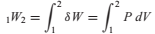 ₁W₂ = ∫₁² δW = ∫₁² P dV